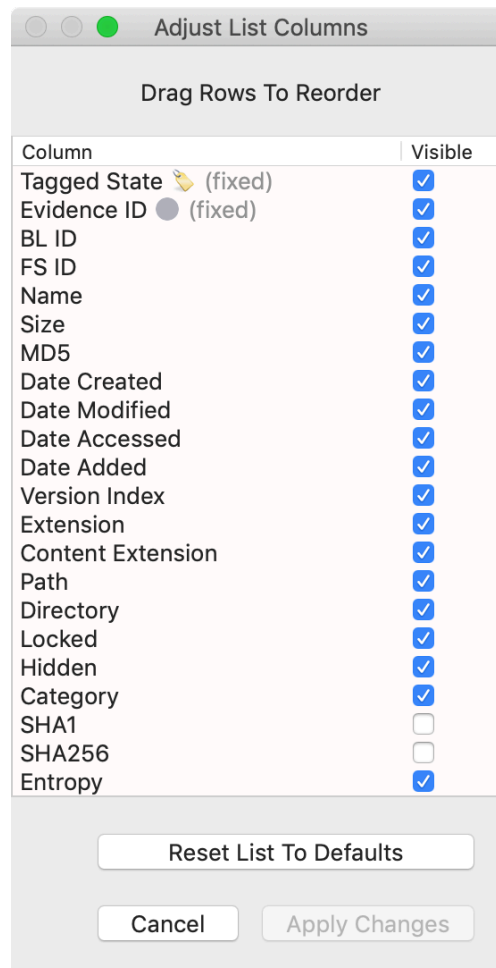 Adjust List Columns
Drag Rows To Reorder
Column Visible
Tagged State (fixed)
Evidence ID (fixed)
BL ID
FS ID
Name
Size
MD5
Date Created
Date Modified
Date Accessed
Date Added
Version Index
Extension
Content Extension
Path
Directory
Locked
Hidden
Category
SHA1
SHA256
Entropy
Reset List To Defaults
Cancel Apply Changes